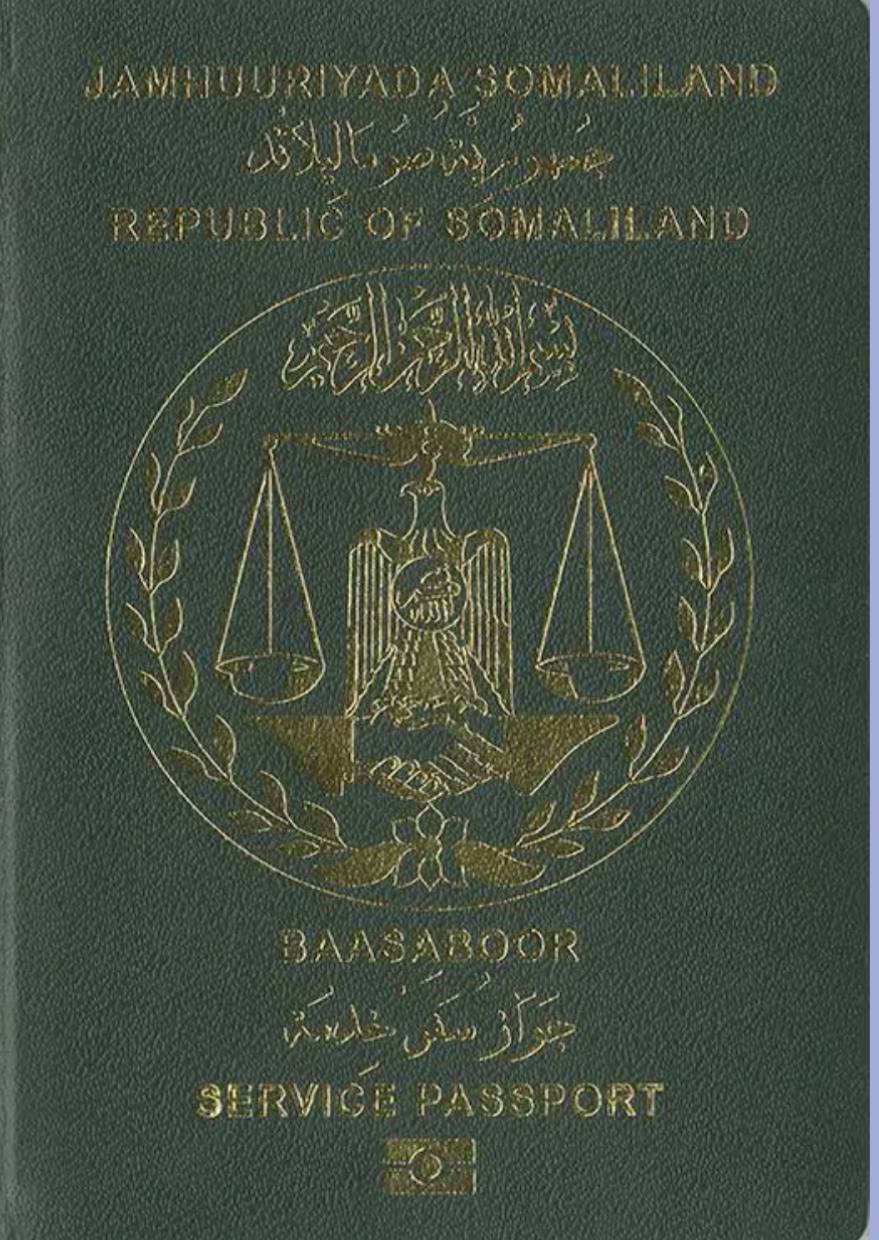 JAMHUURIYADA SOMALILAND
جمهورية صوماليلاند
REPUBLIC OF SOMALILAND
بسم الله الرحمن الرحيم
BAASABOOR
جواز سفر خدمة
SERVICE PASSPORT